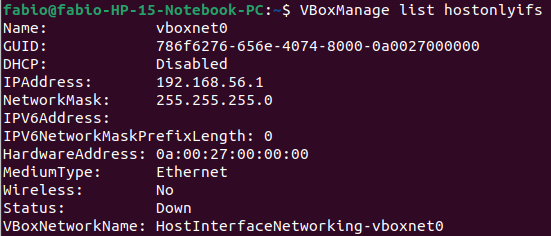 fabio@fabio-HP-15-Notebook-PC:~$ VBoxManage list hostonlyifs
Name:            vboxnet0
GUID:            786f6276-656e-4074-8000-0a0027000000
DHCP:            Disabled
IPAddress:       192.168.56.1
NetworkMask:     255.255.255.0
IPV6Address:
IPV6NetworkMaskPrefixLength: 0
HardwareAddress: 0a:00:27:00:00:00
MediumType:      Ethernet
Wireless:        No
Status:          Down
VBoxNetworkName: HostInterfaceNetworking-vboxnet0